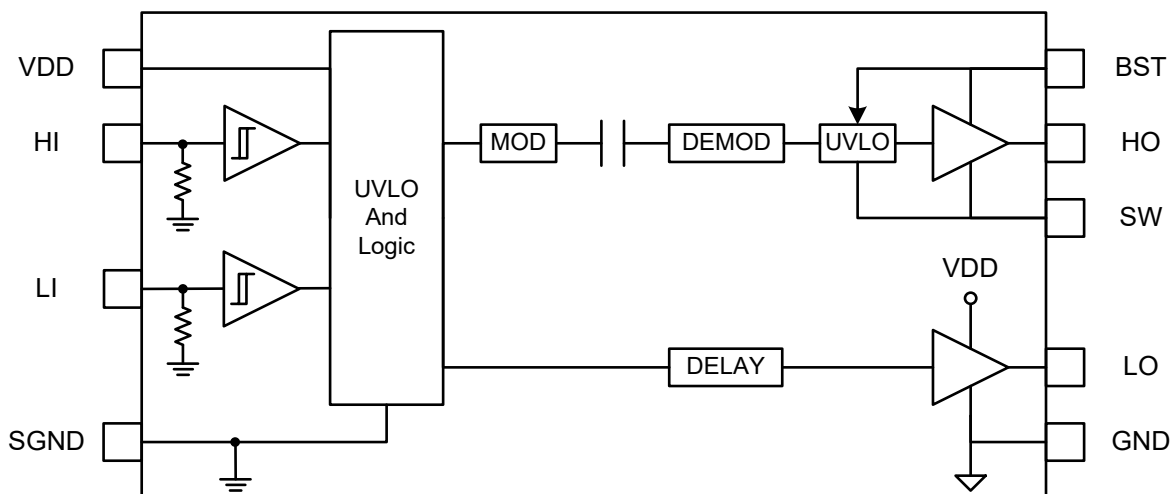 VDD
BST
HI
MOD
DEMOD
UVLO
HO
UVLO
And
Logic
SW
LI
VDD
DELAY
LO
SGND
GND